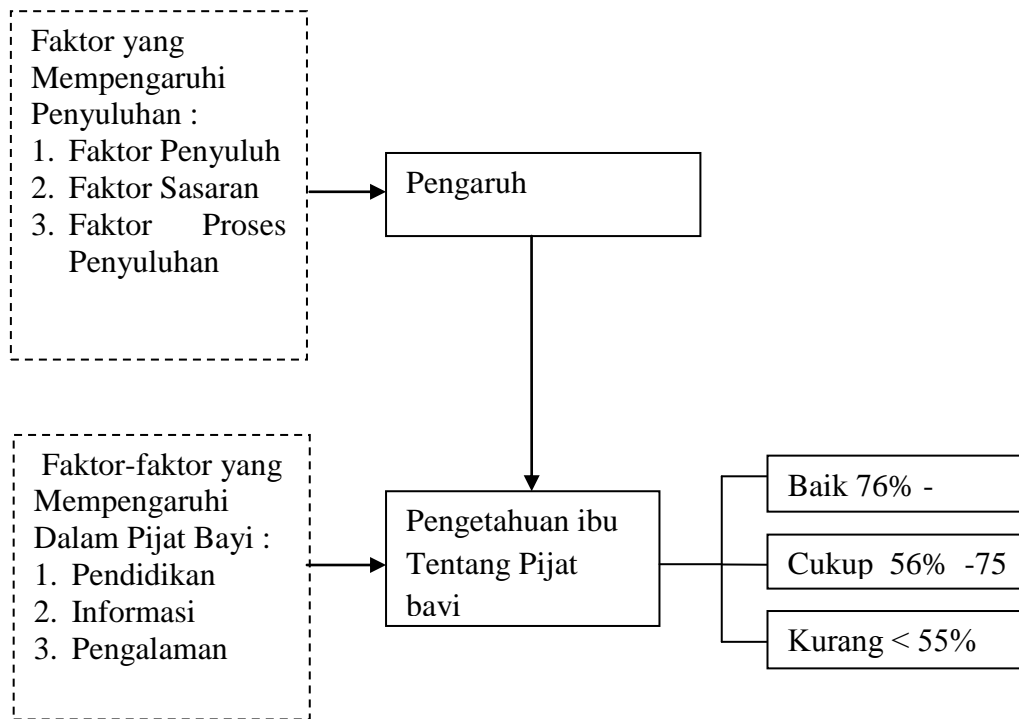 Faktor yang
Mempengaruhi
Penyuluhan :
1. Faktor Penyuluh
2. Faktor Sasaran
3. Faktor Proses
Penyuluhan
Pengaruh
Faktor-faktor yang
Mempengaruhi
Dalam Pijat Bayi :
1. Pendidikan
2. Informasi
3. Pengalaman
Pengetahuan ibu
Tentang Pijat
bayi
Baik 76% -
Cukup 56% -75
Kurang < 55%